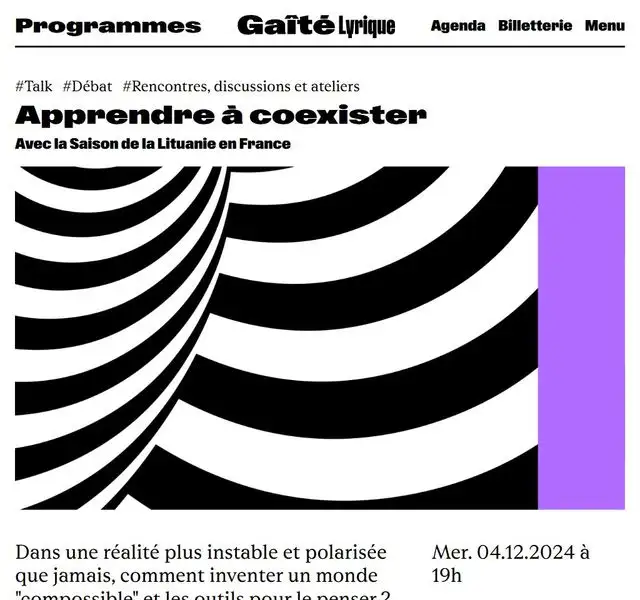 Programmes
Gaîté Lyrique
Agenda Billetterie Menu
#Talk #Débat #Rencontres, discussions et ateliers
Apprendre à coexister
Avec la Saison de la Lituanie en France
Dans une réalité plus instable et polarisée
que jamais, comment inventer un monde
"compossible" et les outils pour le penser ?
Mer. 04.12.2024 à
19h